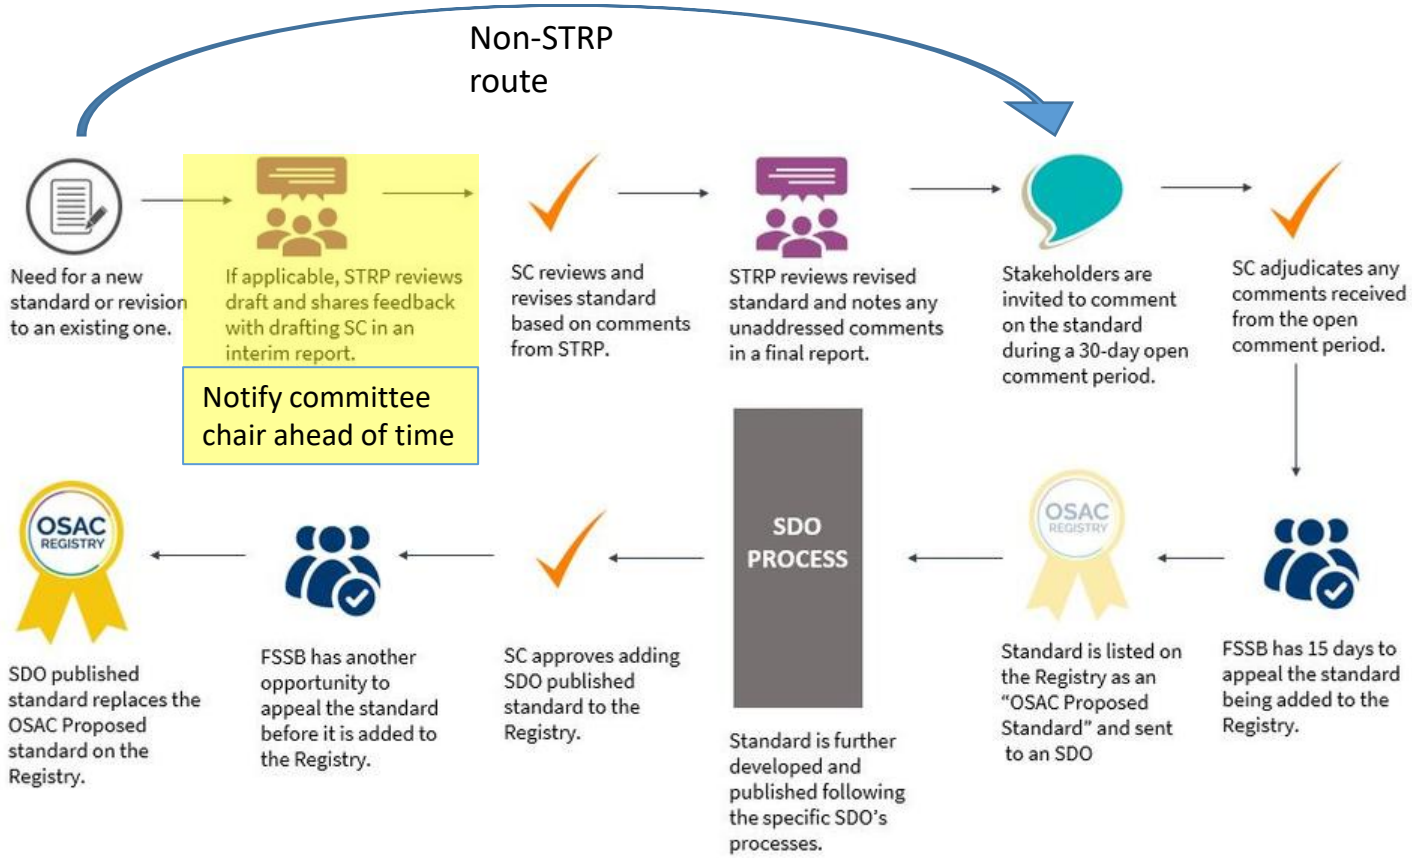 Non-STRP
route
Need for a new
standard or revision
to an existing one.
If applicable, STRP reviews
draft and shares feedback
with drafting SC in an
interim report.
Notify committee
chair ahead of time
SC reviews and
revises standard
based on comments
from STRP.
STRP reviews revised
standard and notes any
unaddressed comments
in a final report.
Stakeholders are
invited to comment
on the standard
during a 30-day open
comment period.
SC adjudicates any
comments received
from the open
comment period.
FSSB has 15 days to
appeal the standard
being added to the
Registry.
OSAC
REGISTRY
Standard is listed on
the Registry as an
“OSAC Proposed
Standard” and sent
to an SDO
SDO
PROCESS
Standard is further
developed and
published following
the specific SDO’s
processes.
SC approves adding
SDO published
standard to the
Registry.
FSSB has another
opportunity to
appeal the standard
before it is added to
the Registry.
OSAC
REGISTRY
SDO published
standard replaces the
OSAC Proposed
standard on the
Registry.